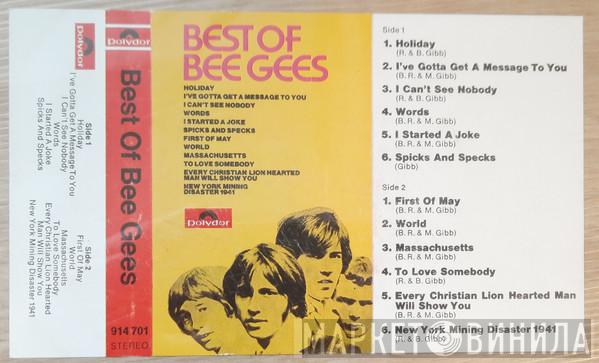 Polydor
Side 1
Holiday
I've Gotta Get A Message To You
I Can't See Nobody
Words
I Started A Joke
Spicks And Specks
Side 2
First Of May
World
Massachusetts
To Love Somebody
Every Christian Lion Hearted
Man Will Show You
New York Mining Disaster 1941
Polydor
Best Of Bee Gees
914 701
STEREO
BEST OF
BEE GEES
HOLIDAY
I'VE GOTTA GET A MESSAGE TO YOU
I CAN'T SEE NOBODY
WORDS
I STARTED A JOKE
SPICKS AND SPECKS
FIRST OF MAY
WORLD
MASSACHUSETTS
TO LOVE SOMEBODY
EVERY CHRISTIAN LION HEARTED
MAN WILL SHOW YOU
NEW YORK MINING
DISASTER 1941
Polydor
Side 1
1. Holiday
(R. & B. Gibb)
2. I've Gotta Get A Message To You
(B. R. & M. Gibb)
3. I Can't See Nobody
(B. & R. Gibb)
4. Words
(B. R. & M. Gibb)
5. I Started A Joke
(B. R. & M. Gibb)
6. Spicks And Specks
(Gibb)
Side 2
1. First Of May
(B. R. & M. Gibb)
2. World
(B. R. & M. Gibb)
3. Massachusetts
(B. R. & M. Gibb)
4. To Love Somebody
(B. & R. Gibb)
5. Every Christian Lion Hearted Man
Will Show You
(B. R. & M. Gibb)
6. New York Mining Disaster 1941
(B. & R. Gibb)
МАРКЕТ ВИНИЛА